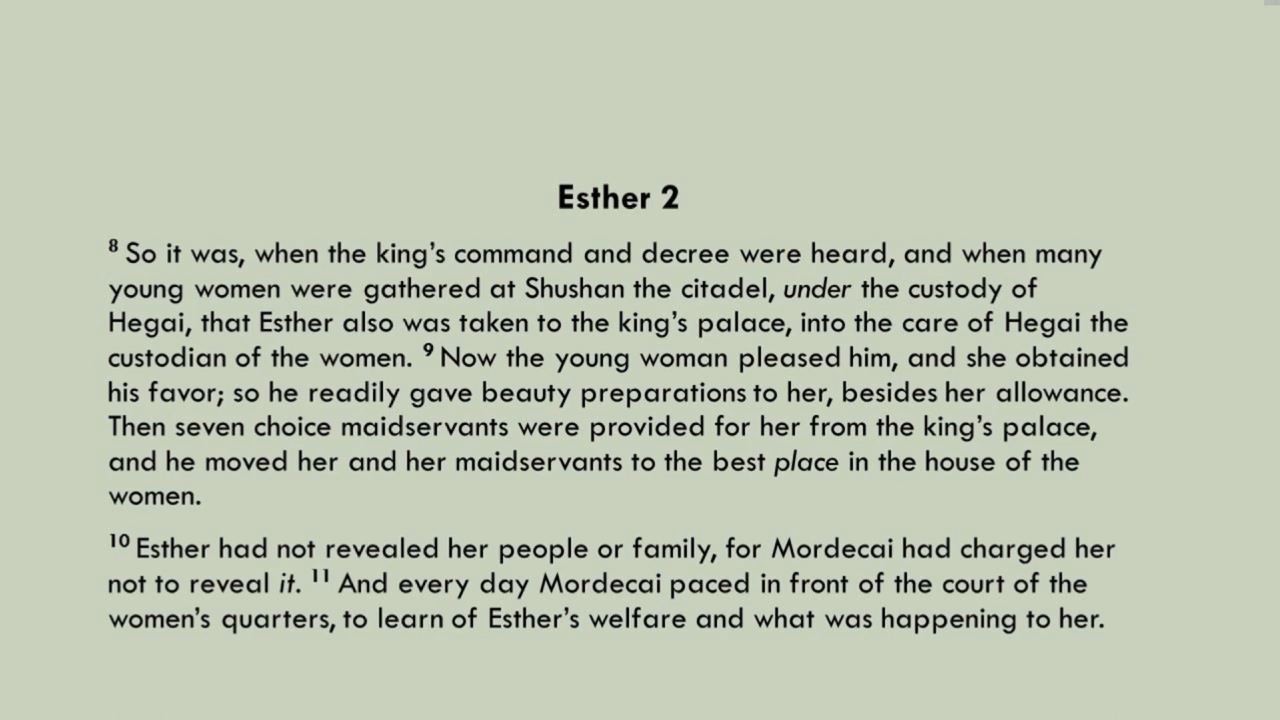 Esther 2
⁸ So it was, when the king’s command and decree were heard, and when many
young women were gathered at Shushan the citadel, under the custody of
Hegai, that Esther also was taken to the king’s palace, into the care of Hegai the
custodian of the women. ⁹ Now the young woman pleased him, and she obtained
his favor; so he readily gave beauty preparations to her, besides her allowance.
Then seven choice maidservants were provided for her from the king’s palace,
and he moved her and her maidservants to the best place in the house of the
women.
¹⁰ Esther had not revealed her people or family, for Mordecai had charged her
not to reveal it. ¹¹ And every day Mordecai paced in front of the court of the
women’s quarters, to learn of Esther’s welfare and what was happening to her.